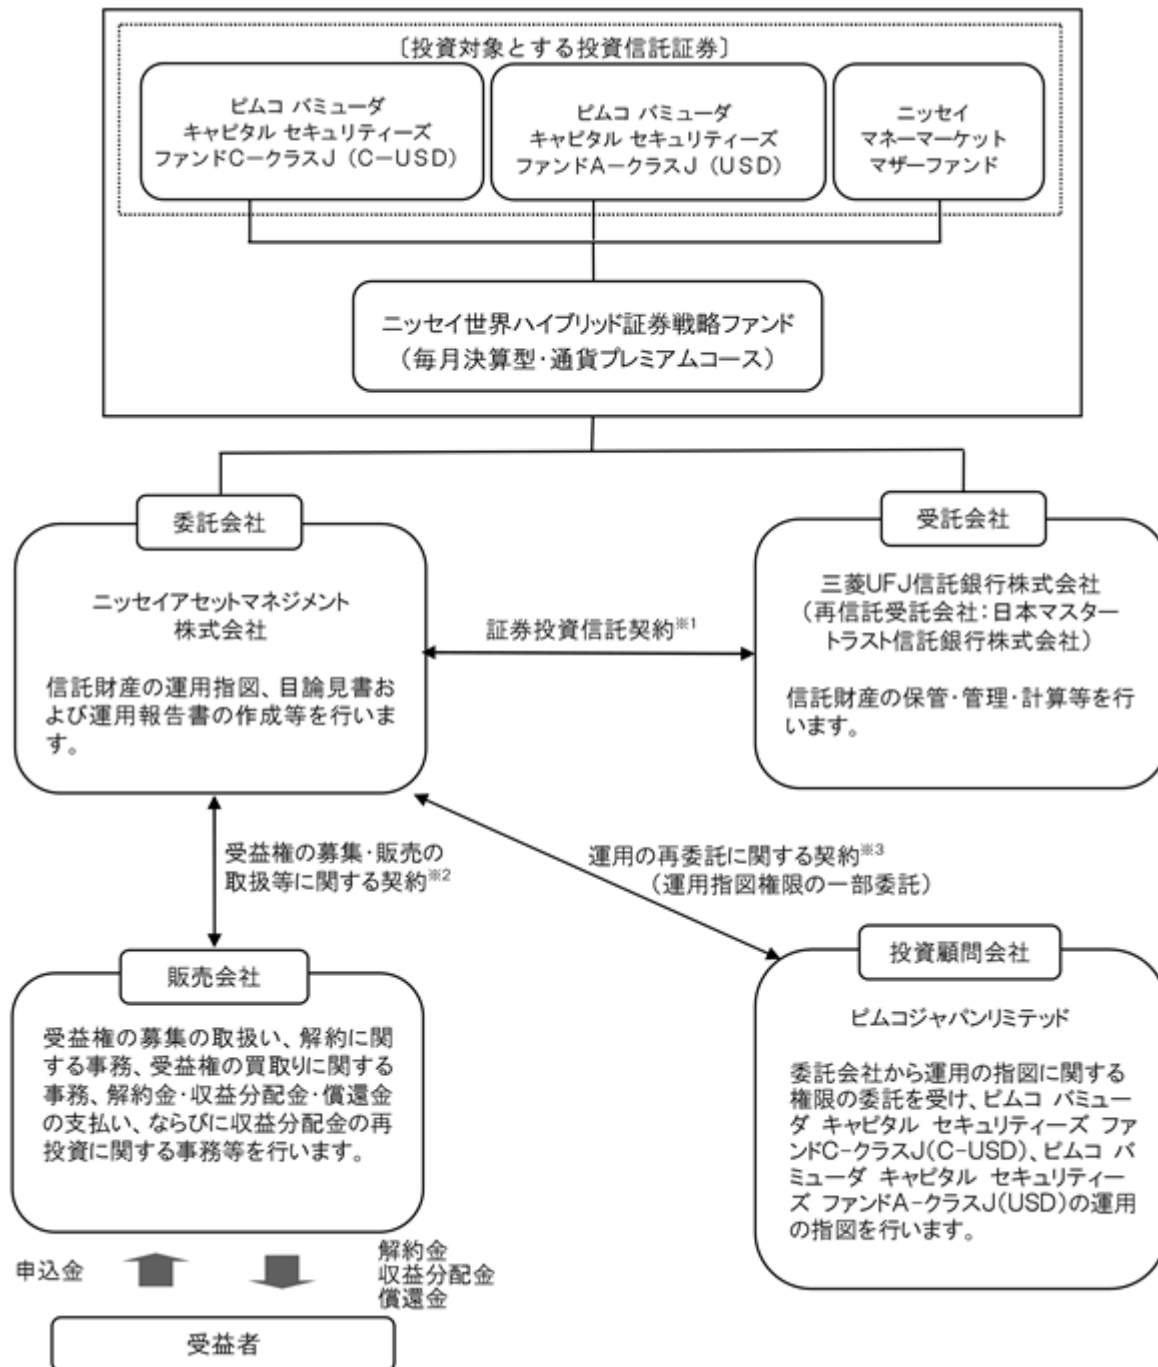 〔投資対象とする投資信託証券〕
ピムコ バミューダ
キャピタル セキュリティーズ
ファンドC-クラスJ（C-USD）
ピムコ バミューダ
キャピタル セキュリティーズ
ファンドA-クラスJ（USD）
ニッセイ
マネーマーケット
マザーファンド
ニッセイ世界ハイブリッド証券戦略ファンド
（毎月決算型・通貨プレミアムコース）
委託会社
ニッセイアセットマネジメント
株式会社
信託財産の運用指図、目論見書お
よび運用報告書の作成等を行いま
す。
証券投資信託契約※1
受託会社
三菱UFJ信託銀行株式会社
（再信託受託会社：日本マスター
トラスト信託銀行株式会社）
信託財産の保管・管理・計算等を行
います。
受益権の募集・販売の
取扱等に関する契約※2
運用の再委託に関する契約※3
（運用指図権限の一部委託）
販売会社
受益権の募集の取扱い、解約に関
する事務、受益権の買取りに関する
事務、解約金・収益分配金・償還金
の支払い、ならびに収益分配金の再
投資に関する事務等を行います。
投資顧問会社
ピムコジャパンリミテッド
委託会社から運用の指図に関する
権限の委託を受け、ピムコ バミュー
ダ キャピタル セキュリティーズ ファ
ンドC-クラスJ(C-USD)、ピムコ バ
ミューダ キャピタル セキュリティー
ズ ファンドA-クラスJ(USD)の運用
の指図を行います。
申込金
解約金
収益分配金
償還金
受益者